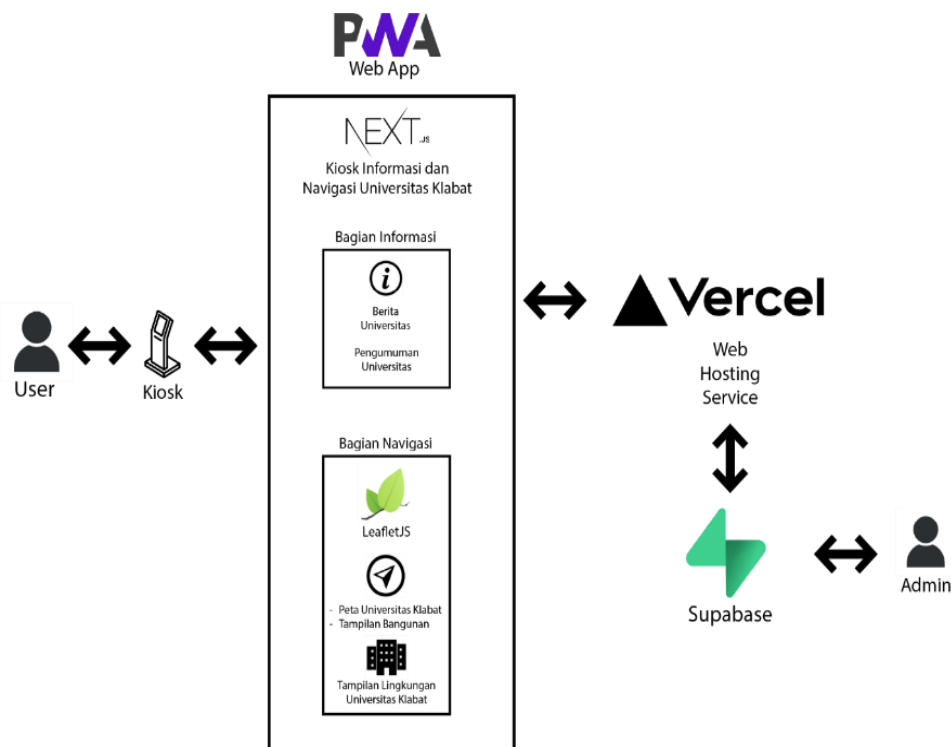 PWA
Web App
NEXT.JS
Kiosk Informasi dan
Navigasi Universitas Klabat
Bagian Informasi
i
Berita
Universitas
Pengumuman
Universitas
User
Kiosk
Vercel
Web
Hosting
Service
Bagian Navigasi
LeafletJS
- Peta Universitas Klabat
- Tampilan Bangunan
Tampilan Lingkungan
Universitas Klabat
Supabase
Admin